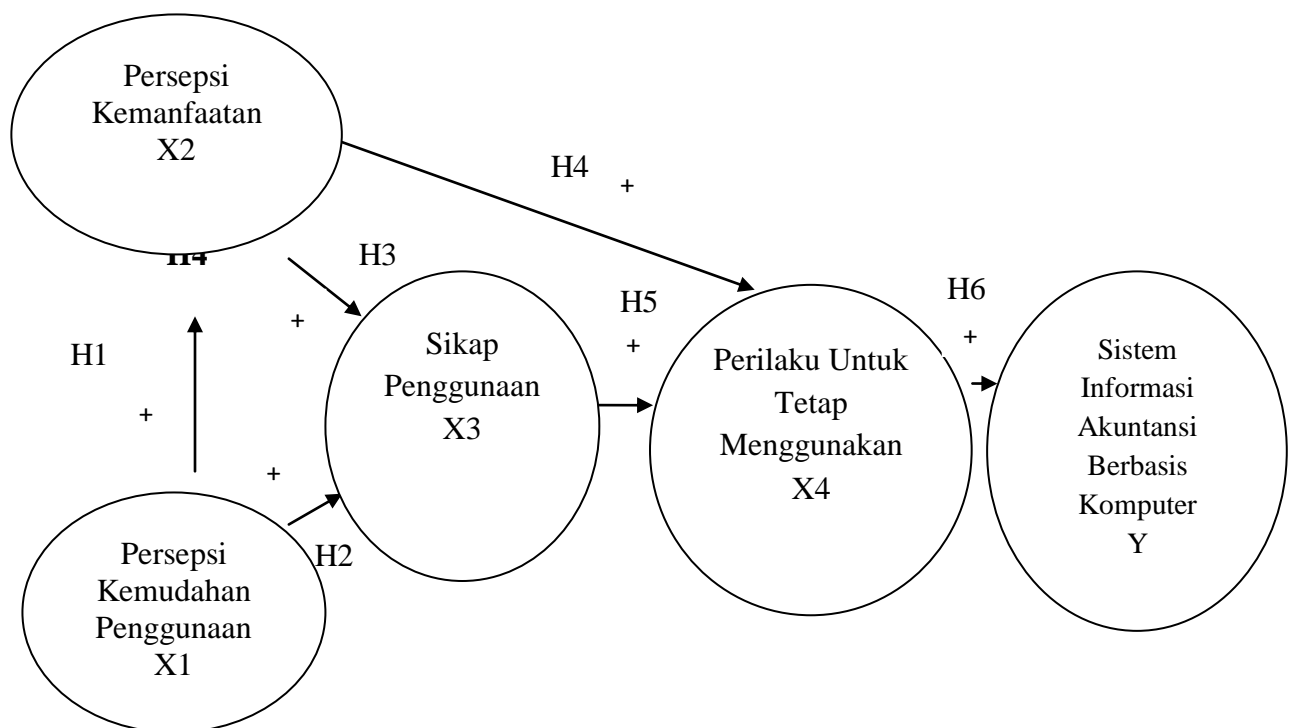 Persepsi
Kemanfaatan
X2
H4
+
H4
H3
+
H1
+
Sikap
Penggunaan
X3
H5
+
Perilaku Untuk
Tetap
Menggunakan
X4
H6
+
Sistem
Informasi
Akuntansi
Berbasis
Komputer
Y
+
H2
Persepsi
Kemudahan
Penggunaan
X1